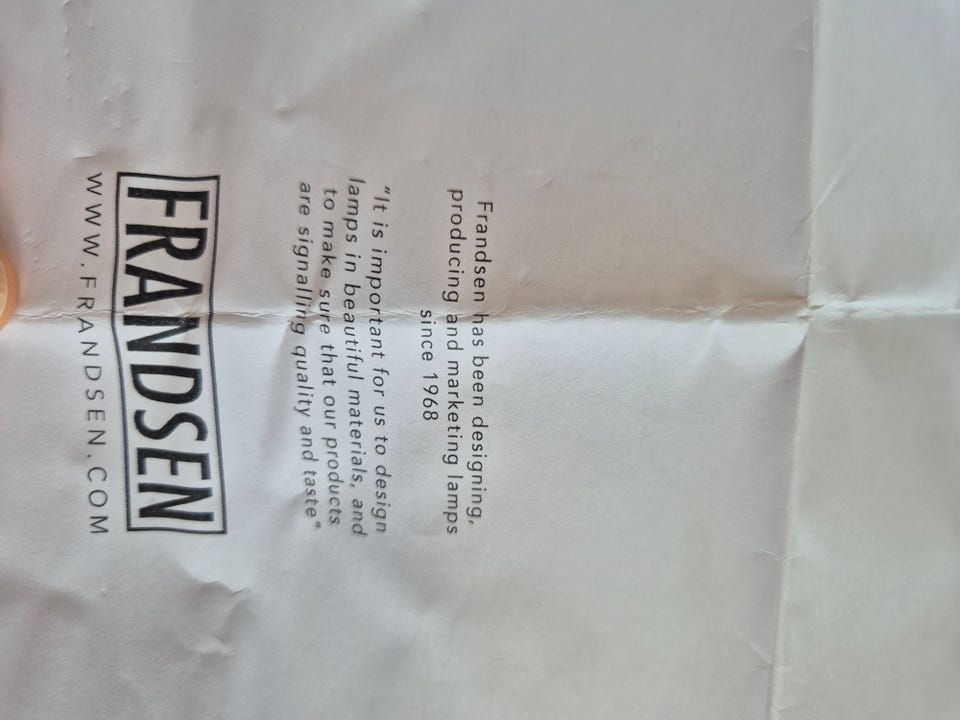 Frandsen has been designing,
producing and marketing lamps
since 1968
"It is important for us to design
lamps in beautiful materials, and
to make sure that our products
are signalling quality and taste"
FRANDSEN
WWW.FRANDSEN.COM